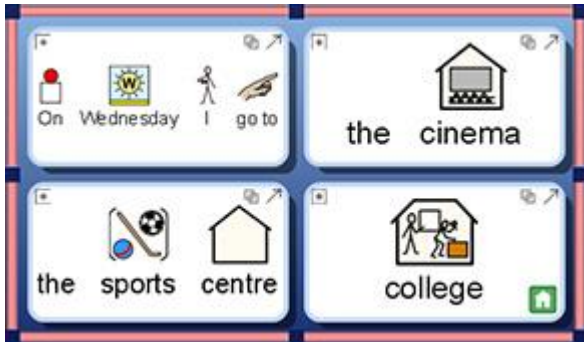 On Wednesday I go to
the cinema
the sports centre
college